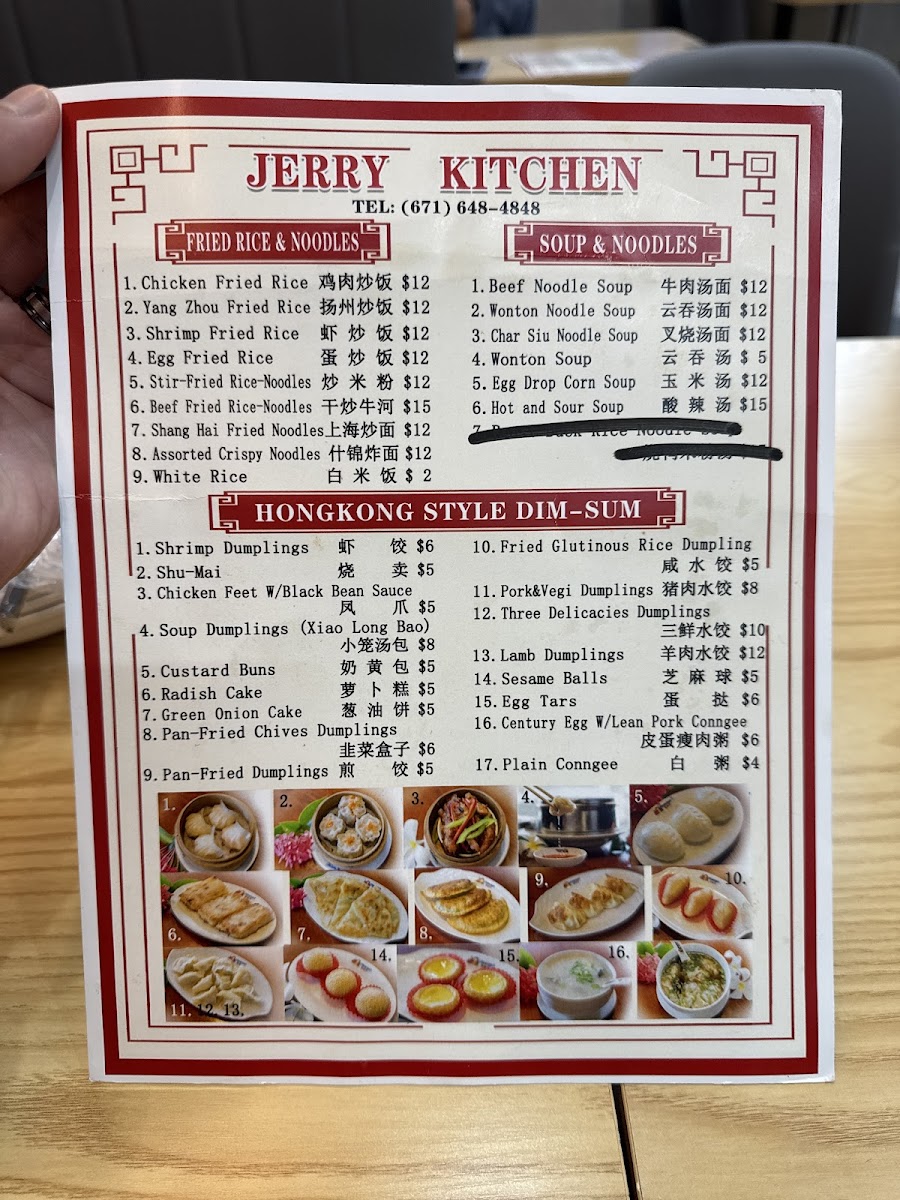 JERRY KITCHEN
TEL: (671) 648-4848
FRIED RICE & NOODLES
1. Chicken Fried Rice 鸡肉炒饭 $12
2. Yang Zhou Fried Rice 扬州炒饭 $12
3. Shrimp Fried Rice 虾炒饭 $12
4. Egg Fried Rice 蛋炒饭 $12
5. Stir-Fried Rice-Noodles 炒米粉 $12
6. Beef Fried Rice-Noodles 干炒牛河 $15
7. Shang Hai Fried Noodles 上海炒面 $12
8. Assorted Crispy Noodles 什锦炸面 $12
9. White Rice 白米饭 $ 2
SOUP & NOODLES
1. Beef Noodle Soup 牛肉汤面 $12
2. Wonton Noodle Soup 云吞汤面 $12
3. Char Siu Noodle Soup 叉烧汤面 $12
4. Wonton Soup 云吞汤 $ 5
5. Egg Drop Corn Soup 玉米汤 $12
6. Hot and Sour Soup 酸辣汤 $15
7. Duck Rice Noodle Soup
HONGKONG STYLE DIM-SUM
1. Shrimp Dumplings 虾饺 $6
2. Shu-Mai 烧卖 $5
3. Chicken Feet W/Black Bean Sauce
凤爪 $5
4. Soup Dumplings (Xiao Long Bao)
小笼汤包 $8
5. Custard Buns 奶黄包 $5
6. Radish Cake 萝卜糕 $5
7. Green Onion Cake 葱油饼 $5
8. Pan-Fried Chives Dumplings
韭菜盒子 $6
9. Pan-Fried Dumplings 煎饺 $5
10. Fried Glutinous Rice Dumpling
咸水饺 $5
11. Pork&Vegi Dumplings 猪肉水饺 $8
12. Three Delicacies Dumplings
三鲜水饺 $10
13. Lamb Dumplings 羊肉水饺 $12
14. Sesame Balls 芝麻球 $5
15. Egg Tars 蛋挞 $6
16. Century Egg W/Lean Pork Conngee
皮蛋瘦肉粥 $6
17. Plain Conngee 白粥 $4
1. 2. 3. 4. 5.
6. 7. 8. 9. 10.
11. 12. 13. 14. 15. 16.